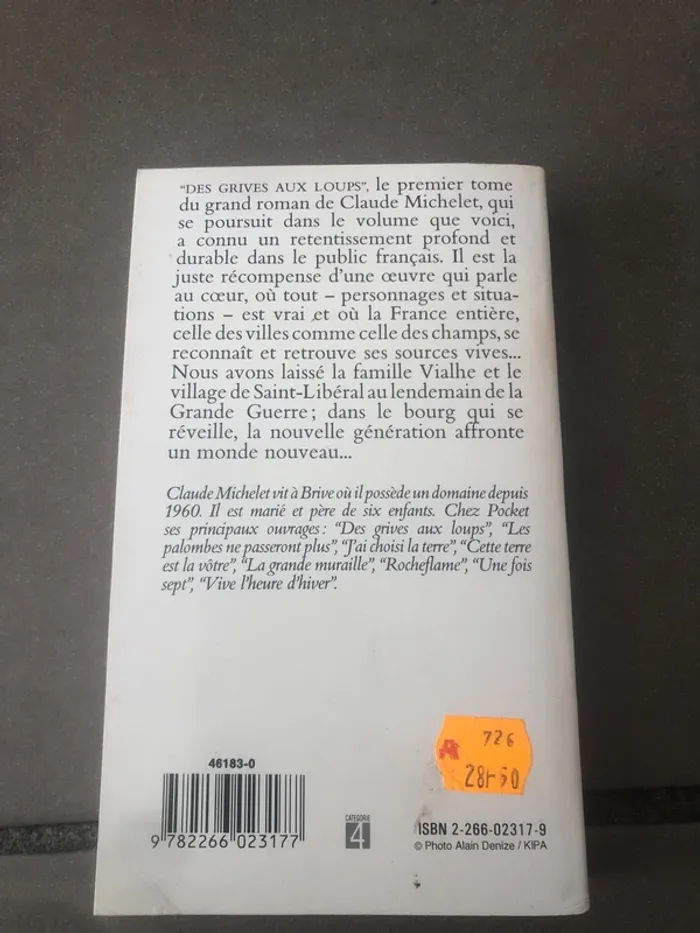 "DES GRIVES AUX LOUPS", le premier tome
du grand roman de Claude Michelet, qui
se poursuit dans le volume que voici,
a connu un retentissement profond et
durable dans le public français. Il est la
juste récompense d'une œuvre qui parle
au cœur, où tout – personnages et situa-
tions – est vrai et où la France entière,
celle des villes comme celle des champs, se
reconnaît et retrouve ses sources vives...
Nous avons laissé la famille Vialhe et le
village de Saint-Libéral au lendemain de la
Grande Guerre ; dans le bourg qui se
réveille, la nouvelle génération affronte
un monde nouveau...
Claude Michelet vit à Brive où il possède un domaine depuis
1960. Il est marié et père de six enfants. Chez Pocket
ses principaux ouvrages : "Des grives aux loups", "Les
palombes ne passeront plus", "J'ai choisi la terre", "Cette terre
est la vôtre", "La grande muraille", "Rocheflame", "Une fois
sept", "Vive l'heure d'hiver".
726
28F50
46183-0
9 782266 023177
CATEGORIE
4
ISBN 2-266-02317-9
© Photo Alain Denize / KIPA